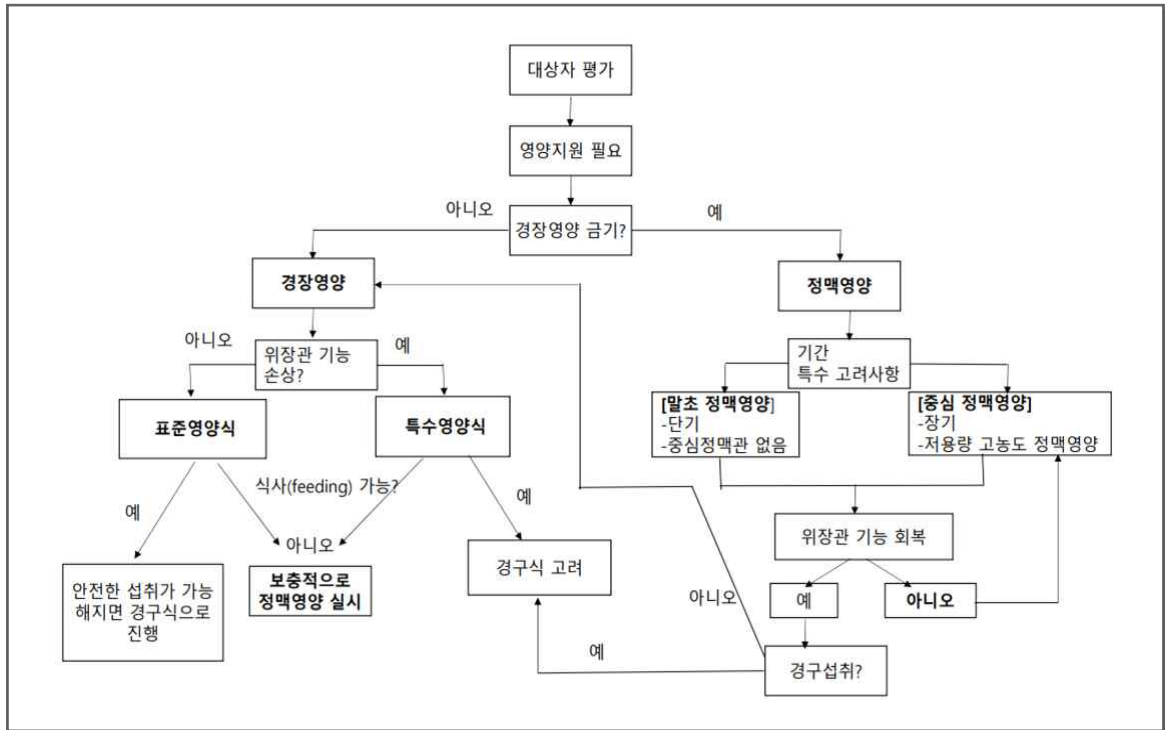 대상자 평가
영양지원 필요
아니오
예
경장영양 금기?
경장영양
정맥영양
아니오
위장관 기능
손상?
예
기간
특수 고려사항
표준영양식
특수영양식
[말초 정맥영양]
-단기
-중심정맥관 없음
[중심 정맥영양]
-장기
-저용량 고농도 정맥영양
식사(feeding) 가능?
예
예
아니오
위장관 기능 회복
안전한 섭취가 가능
해지면 경구식으로
진행
보충적으로
정맥영양 실시
경구식 고려
아니오
예
아니오
예
경구섭취?